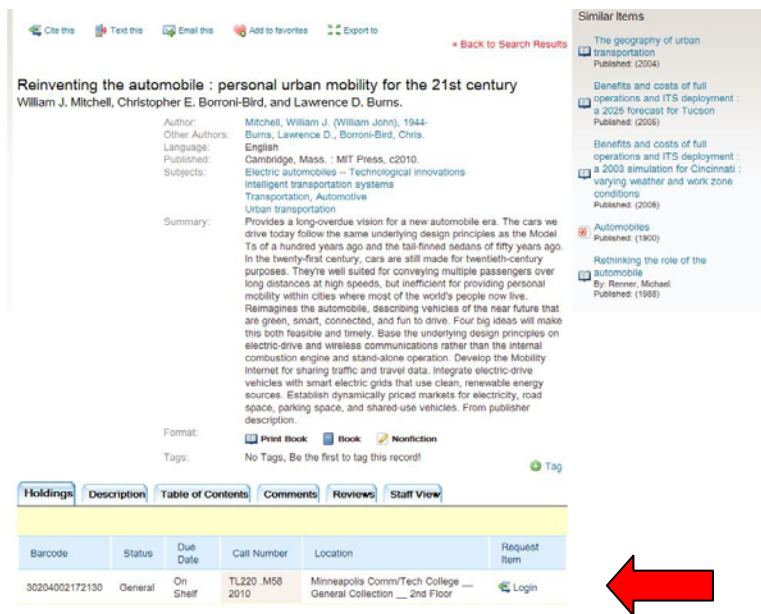 Cite this Text this Email this Add to favorites Export to
« Back to Search Results
Reinventing the automobile : personal urban mobility for the 21st century
William J. Mitchell, Christopher E. Borroni-Bird, and Lawrence D. Burns.
Author: Mitchell, William J. (William John), 1944-
Other Authors: Burns, Lawrence D., Borroni-Bird, Chris.
Language: English
Published: Cambridge, Mass. : MIT Press, c2010.
Subjects: Electric automobiles -- Technological innovations
Intelligent transportation systems
Transportation, Automotive
Urban transportation
Summary: Provides a long-overdue vision for a new automobile era. The cars we
drive today follow the same underlying design principles as the Model
Ts of a hundred years ago and the tail-finned sedans of fifty years ago.
In the twenty-first century, cars are still made for twentieth-century
purposes. They're well suited for conveying multiple passengers over
long distances at high speeds, but inefficient for providing personal
mobility within cities where most of the world's people now live.
Reimagines the automobile, describing vehicles of the near future that
are green, smart, connected, and fun to drive. Four big ideas will make
this both feasible and timely. Base the underlying design principles on
electric-drive and wireless communications rather than the internal
combustion engine and stand-alone operation. Develop the Mobility
Internet for sharing traffic and travel data. Integrate electric-drive
vehicles with smart electric grids that use clean, renewable energy
sources. Establish dynamically priced markets for electricity, road
space, parking space, and shared-use vehicles. From publisher
description.
Format: Print Book Book Nonfiction
Tags: No Tags, Be the first to tag this record!
Tag
Similar Items
The geography of urban
transportation
Published: (2004)
Benefits and costs of full
operations and ITS deployment :
a 2025 forecast for Tucson
Published: (2005)
Benefits and costs of full
operations and ITS deployment :
a 2003 simulation for Cincinnati :
varying weather and work zone
conditions
Published: (2006)
Automobiles
Published: (1900)
Rethinking the role of the
automobile
By: Renner, Michael.
Published: (1988)
Holdings Description Table of Contents Comments Reviews Staff View
Barcode Status Due Date Call Number Location Request Item
30204002172130 General On Shelf TL220 .M58 2010 Minneapolis Comm/Tech College __ General Collection __ 2nd Floor Login